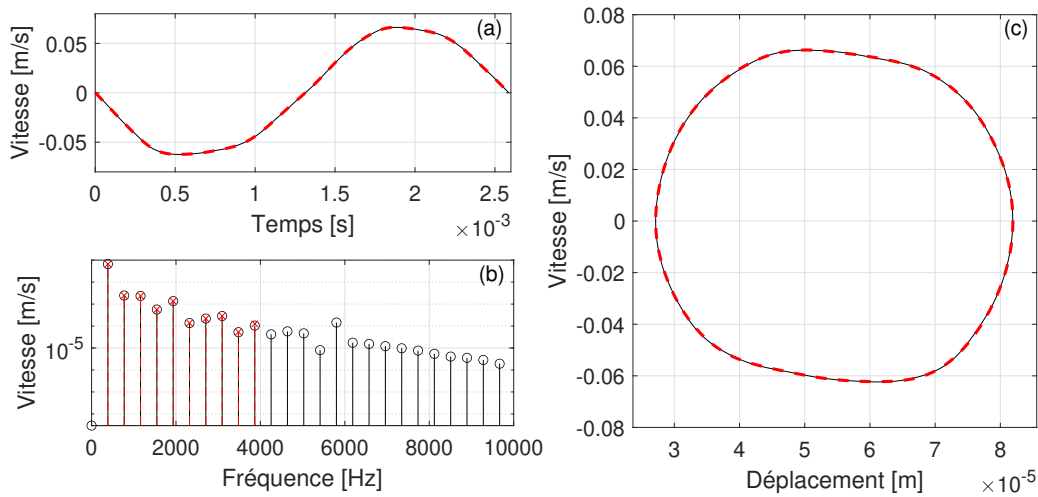 (a)
Vitesse [m/s]
0.05
0
-0.05
0 0.5 1 1.5 2 2.5
Temps [s]
× 10⁻³
(b)
Vitesse [m/s]
10⁻⁵
0 2000 4000 6000 8000 10000
Fréquence [Hz]
(c)
Vitesse [m/s]
0.08
0.06
0.04
0.02
0
-0.02
-0.04
-0.06
-0.08
3 4 5 6 7 8
Déplacement [m]
× 10⁻⁵